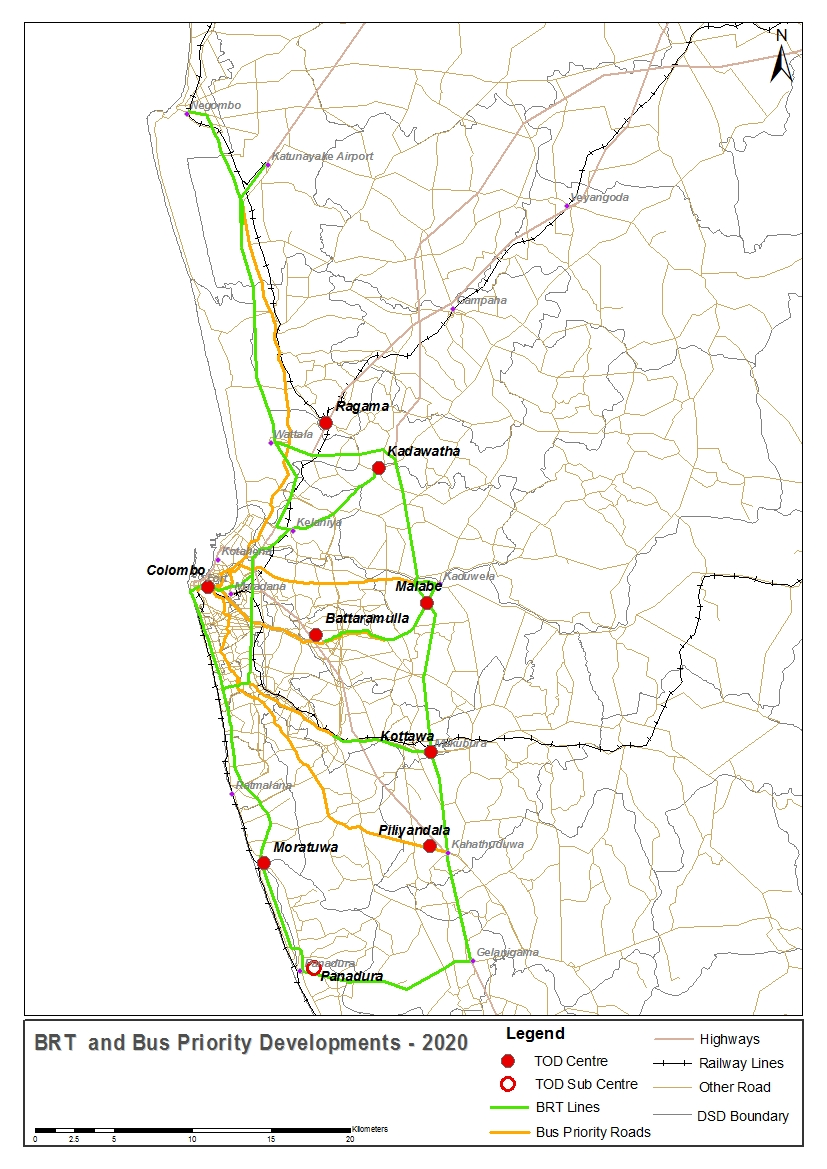 N
Negombo
Katunayake Airport
Veyangoda
Gampaha
Ragama
Wattala
Kadawatha
Kelaniya
Kotahena
Colombo
Fort
Maradana
Kaduwela
Malabe
Battaramulla
Kottawa
Makubura
Ratmalana
Piliyandala
Moratuwa
Kahathuduwa
Gelanigama
Panadura
Panadura
BRT and Bus Priority Developments - 2020
Legend
TOD Centre
TOD Sub Centre
BRT Lines
Bus Priority Roads
Highways
Railway Lines
Other Road
DSD Boundary
Kilometers
0 2.5 5 10 15 20